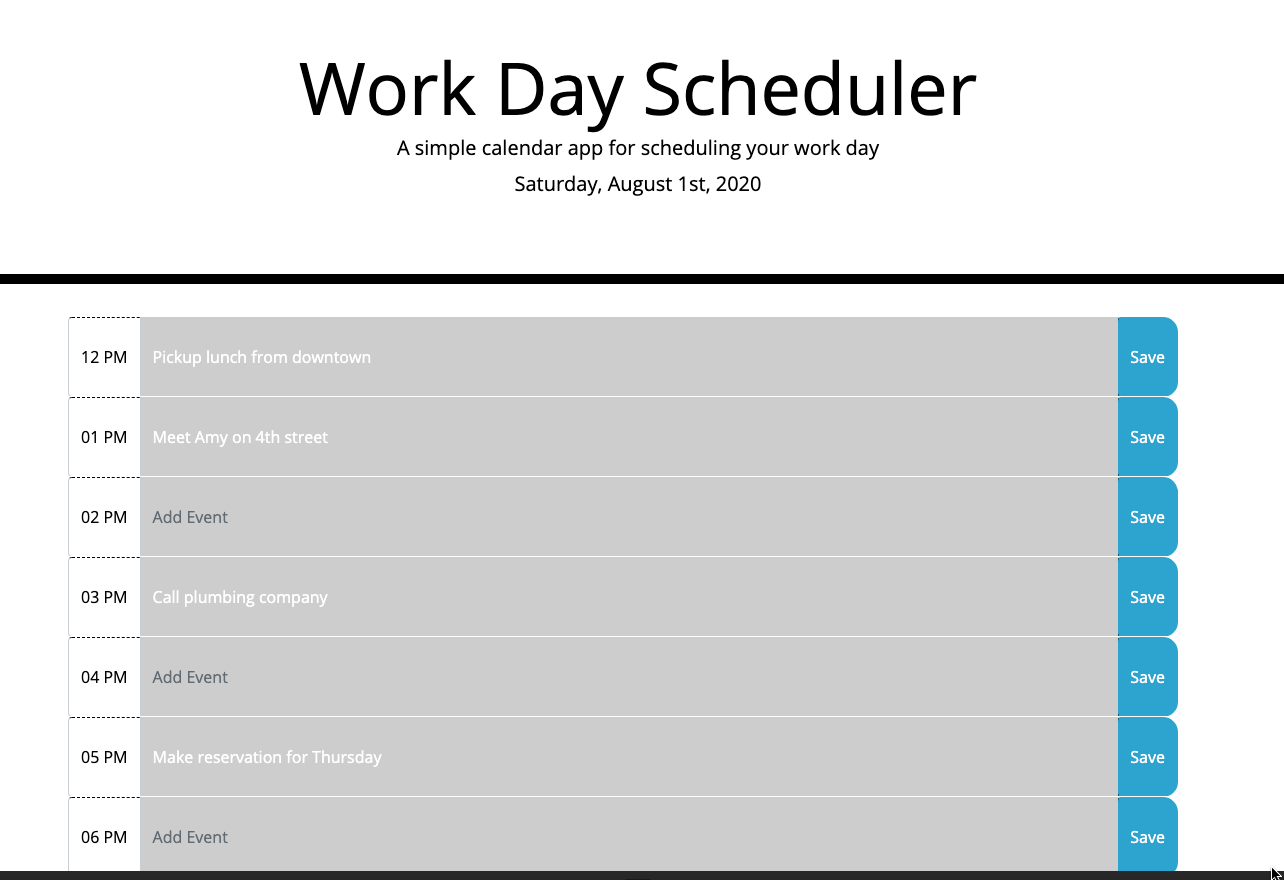 Work Day Scheduler
A simple calendar app for scheduling your work day
Saturday, August 1st, 2020
12 PM Pickup lunch from downtown Save
01 PM Meet Amy on 4th street Save
02 PM Add Event Save
03 PM Call plumbing company Save
04 PM Add Event Save
05 PM Make reservation for Thursday Save
06 PM Add Event Save